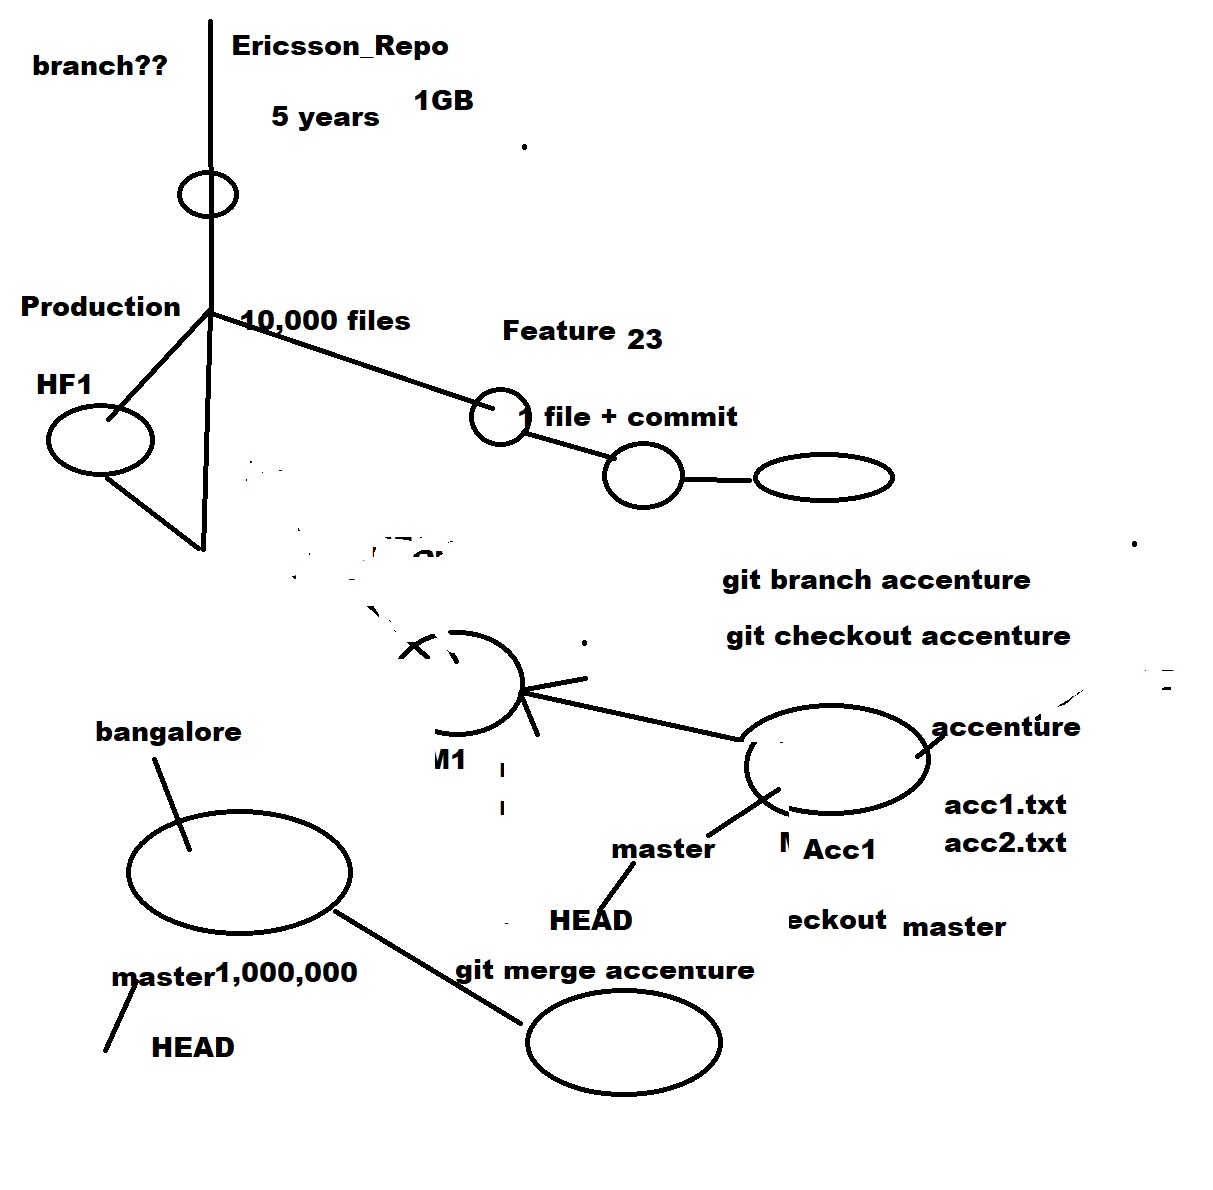 Ericsson_Repo
branch??
1GB
5 years
Production
10,000 files
Feature 23
HF1
1 file + commit
git branch accenture
git checkout accenture
bangalore
accenture
M1
acc1.txt
master
Acc1
acc2.txt
HEAD
eckout master
master 1,000,000
git merge accenture
HEAD